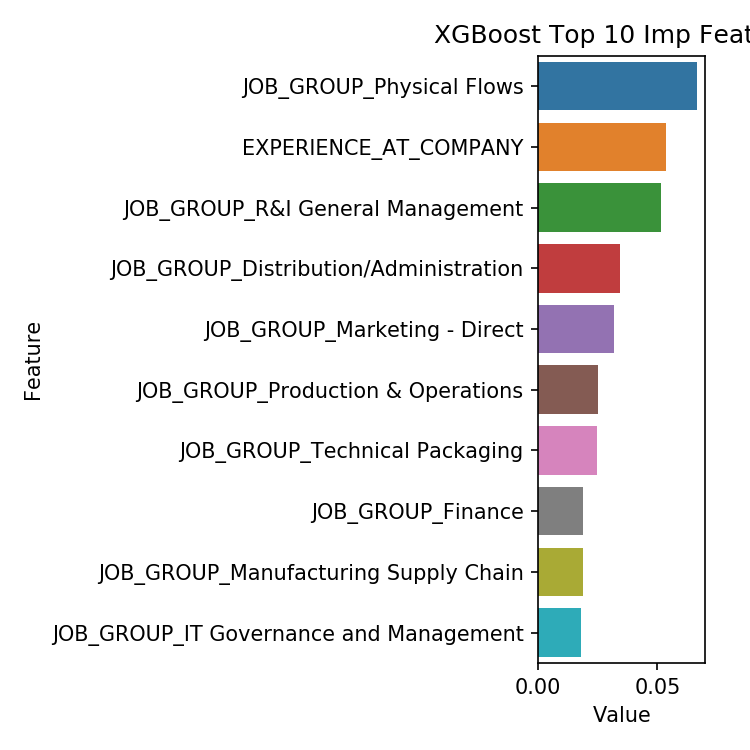 XGBoost Top 10 Imp Feat
JOB_GROUP_Physical Flows
EXPERIENCE_AT_COMPANY
JOB_GROUP_R&I General Management
JOB_GROUP_Distribution/Administration
JOB_GROUP_Marketing - Direct
JOB_GROUP_Production & Operations
JOB_GROUP_Technical Packaging
JOB_GROUP_Finance
JOB_GROUP_Manufacturing Supply Chain
JOB_GROUP_IT Governance and Management
Feature
0.00 0.05
Value